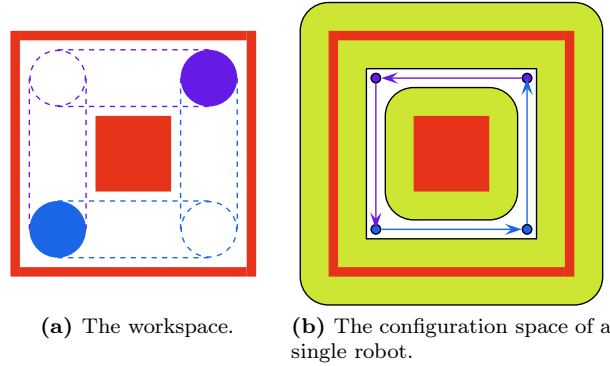 (a) The workspace.
(b) The configuration space of a
single robot.